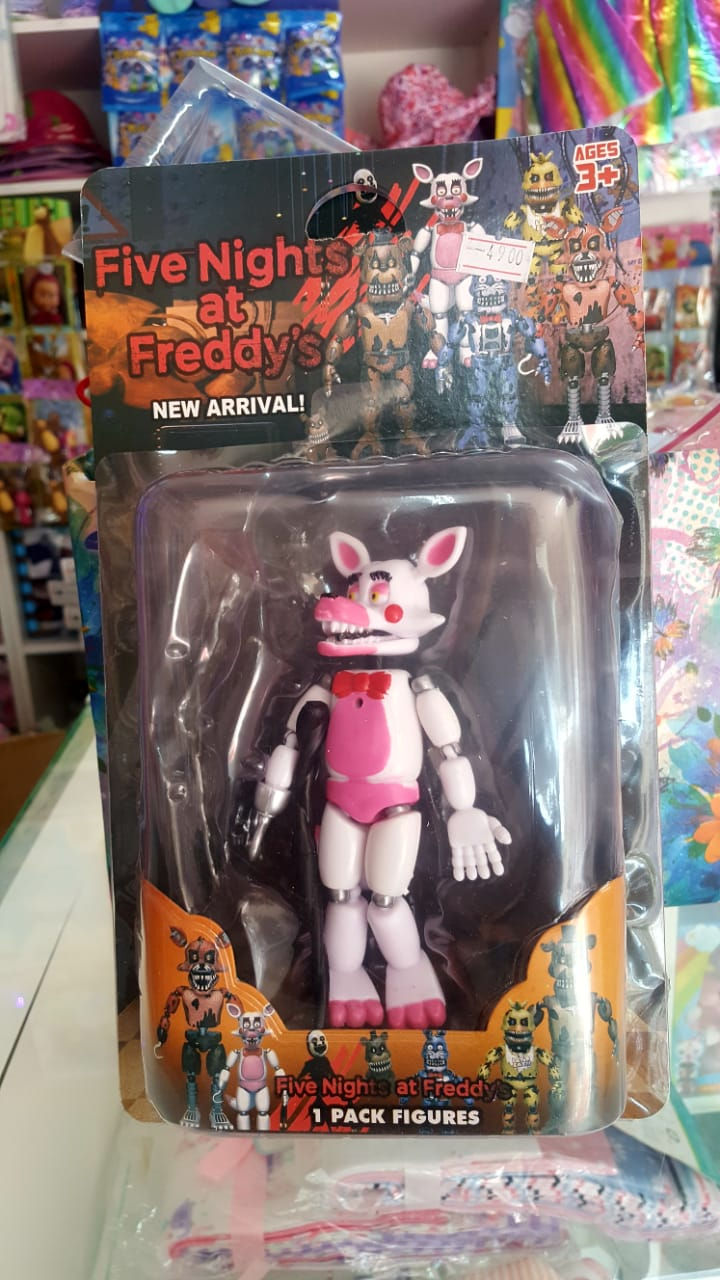 AGES
3+
4900
Five Nights
at
Freddy's
NEW ARRIVAL!
Five Nights at Freddy's
1 PACK FIGURES